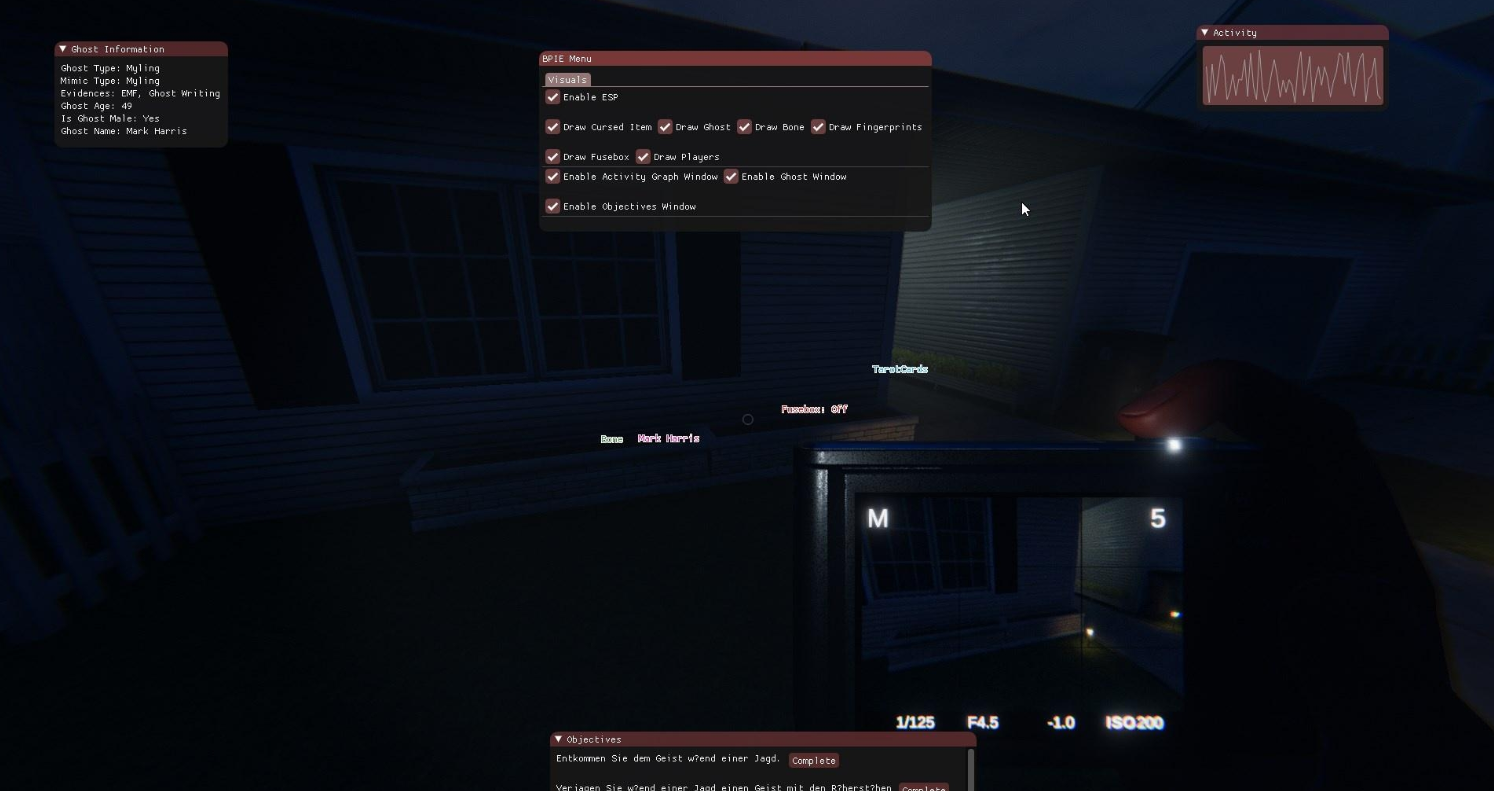 Ghost Information
Ghost Type: Myling
Mimic Type: Myling
Evidences: EMF, Ghost Writing
Ghost Age: 49
Is Ghost Male: Yes
Ghost Name: Mark Harris
BPIE Menu
Visuals
Enable ESP
Draw Cursed Item Draw Ghost Draw Bone Draw Fingerprints
Draw Fusebox Draw Players
Enable Activity Graph Window Enable Ghost Window
Enable Objectives Window
Activity
TarotCards
Fusebox: Off
Bone Mark Harris
M 5
1/125 F4.5 -1.0 ISO200
Objectives
Entkommen Sie dem Geist w?end einer Jagd. Complete
Verjagen Sie w?end einer Jagd einen Geist mit den R?herst?hen Complete